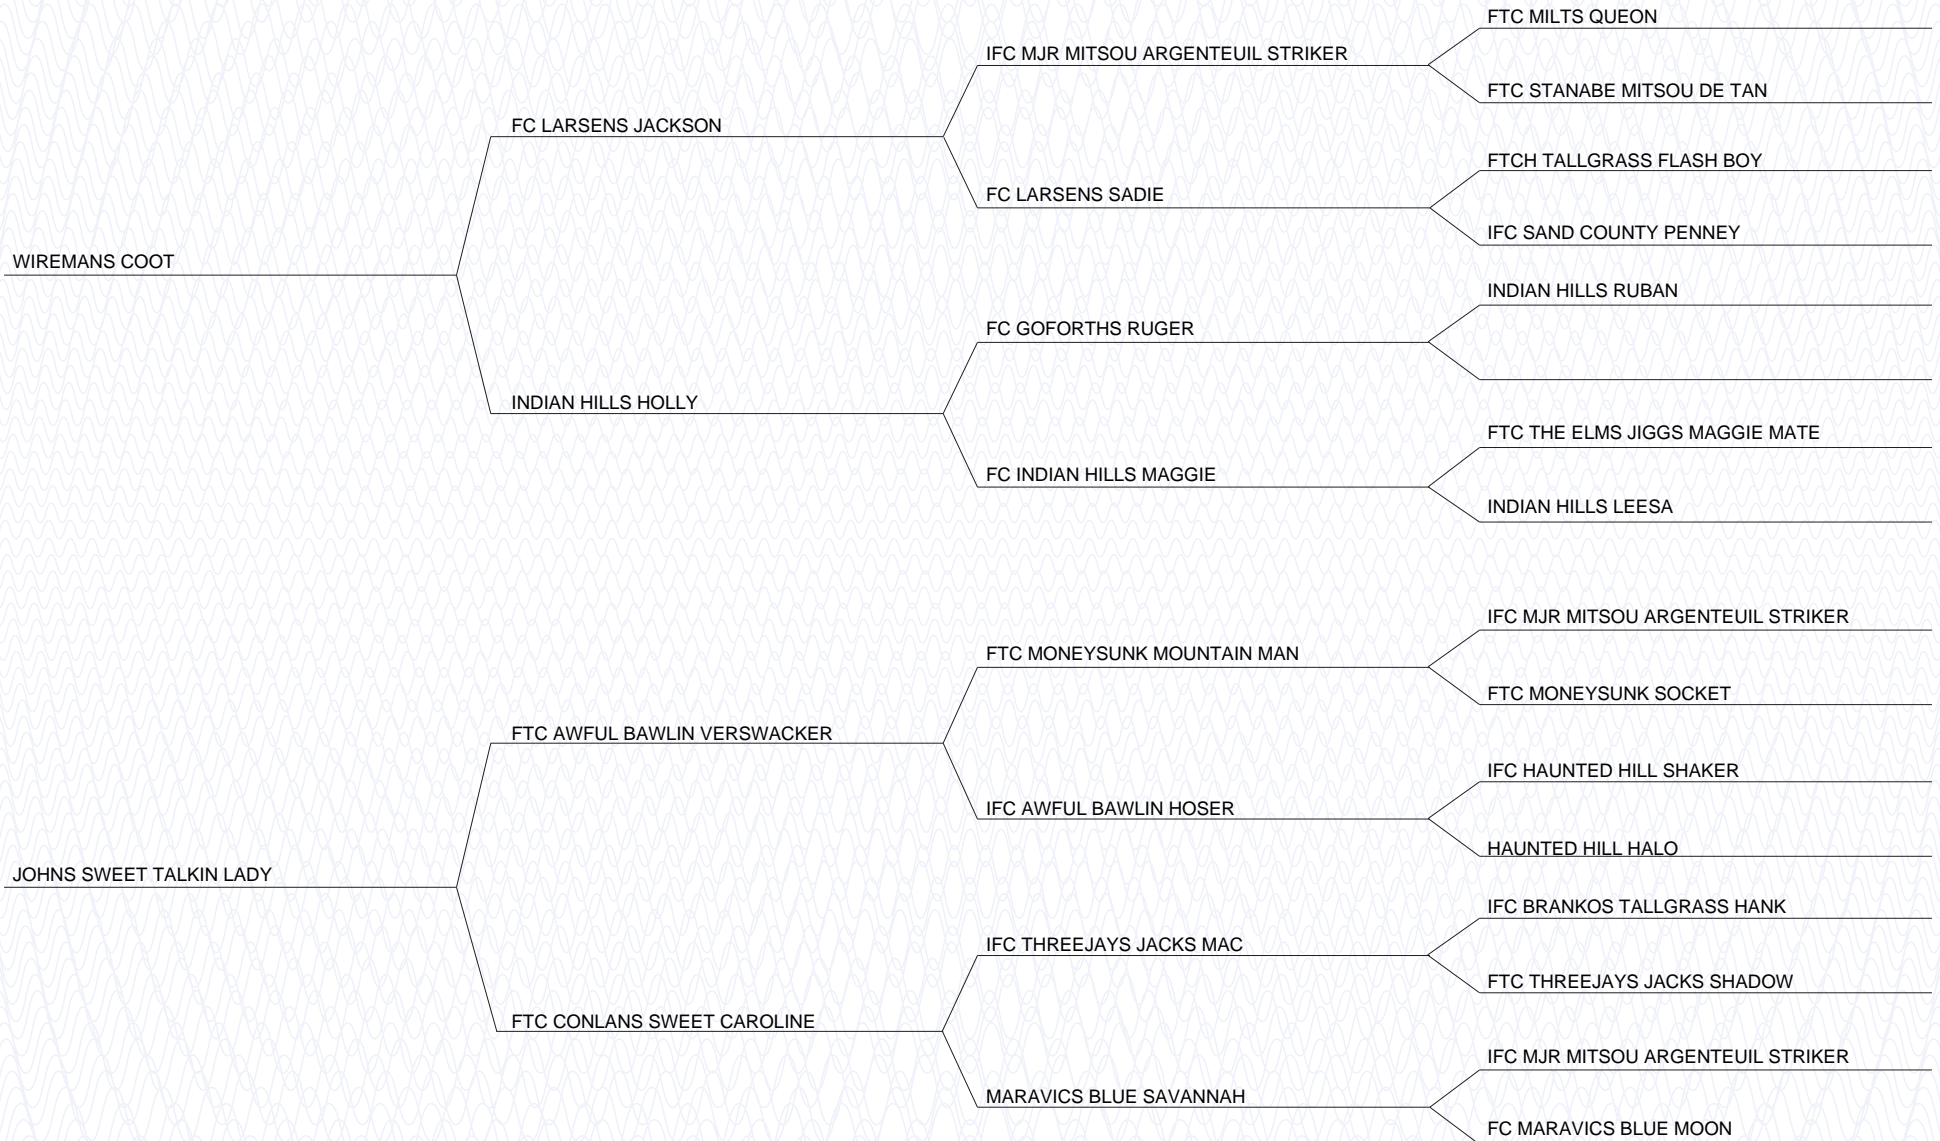 FTC MILTS QUEON
IFC MJR MITSOU ARGENTEUIL STRIKER
FTC STANABE MITSOU DE TAN
FC LARSENS JACKSON
FTCH TALLGRASS FLASH BOY
FC LARSENS SADIE
IFC SAND COUNTY PENNEY
WIREMANS COOT
INDIAN HILLS RUBAN
FC GOFORTHS RUGER
INDIAN HILLS HOLLY
FTC THE ELMS JIGGS MAGGIE MATE
FC INDIAN HILLS MAGGIE
INDIAN HILLS LEESA
IFC MJR MITSOU ARGENTEUIL STRIKER
FTC MONEYSUNK MOUNTAIN MAN
FTC MONEYSUNK SOCKET
FTC AWFUL BAWLIN VERSWACKER
IFC HAUNTED HILL SHAKER
IFC AWFUL BAWLIN HOSER
HAUNTED HILL HALO
JOHNS SWEET TALKIN LADY
IFC BRANKOS TALLGRASS HANK
IFC THREEJAYS JACKS MAC
FTC THREEJAYS JACKS SHADOW
FTC CONLANS SWEET CAROLINE
IFC MJR MITSOU ARGENTEUIL STRIKER
MARAVICS BLUE SAVANNAH
FC MARAVICS BLUE MOON